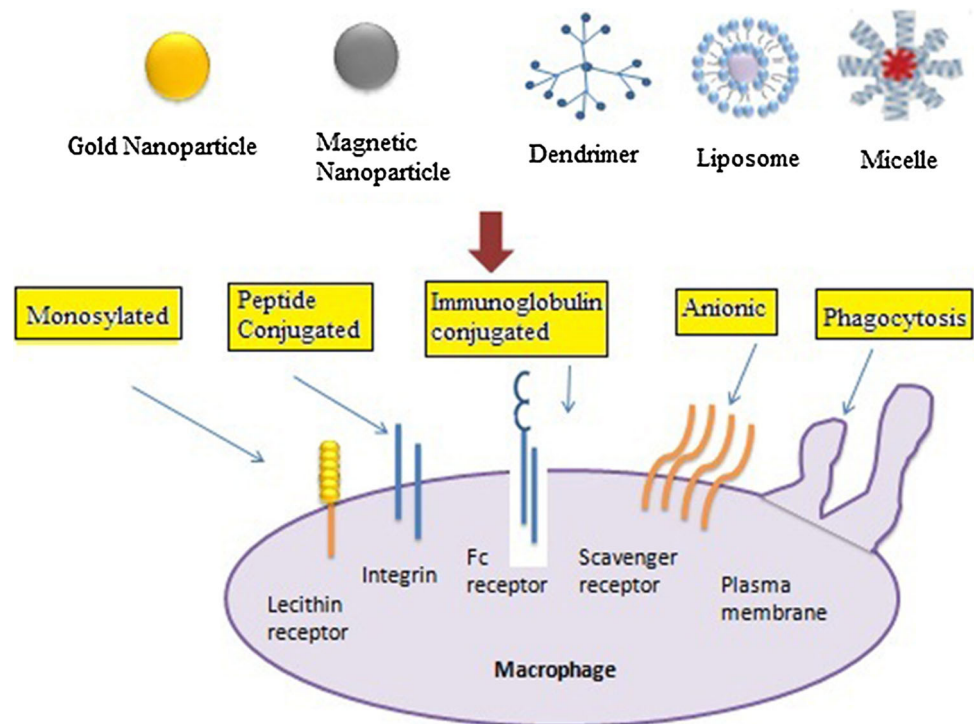 Gold Nanoparticle
Magnetic
Nanoparticle
Dendrimer
Liposome
Micelle
Monosylated
Peptide
Conjugated
Immunoglobulin
conjugated
Anionic
Phagocytosis
Lecithin
receptor
Integrin
Fc
receptor
Scavenger
receptor
Plasma
membrane
Macrophage